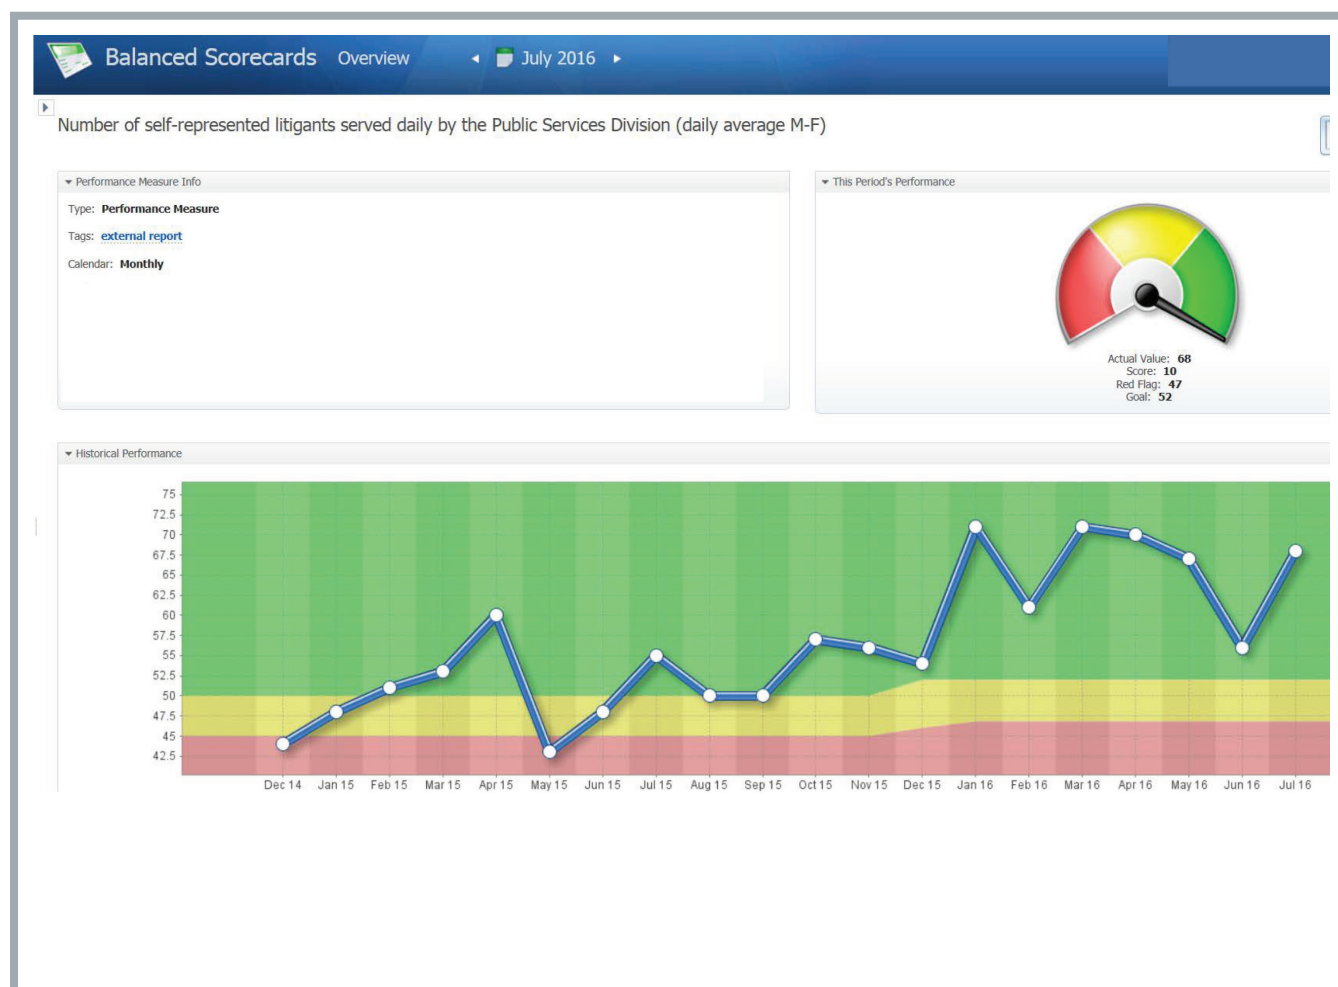 Balanced Scorecards Overview July 2016
Number of self-represented litigants served daily by the Public Services Division (daily average M-F)
Performance Measure Info
Type: Performance Measure
Tags: external report
Calendar: Monthly
This Period's Performance
Actual Value: 68
Score: 10
Red Flag: 47
Goal: 52
Historical Performance
75
72.5
70
67.5
65
62.5
60
57.5
55
52.5
50
47.5
45
42.5
Dec 14 Jan 15 Feb 15 Mar 15 Apr 15 May 15 Jun 15 Jul 15 Aug 15 Sep 15 Oct 15 Nov 15 Dec 15 Jan 16 Feb 16 Mar 16 Apr 16 May 16 Jun 16 Jul 16